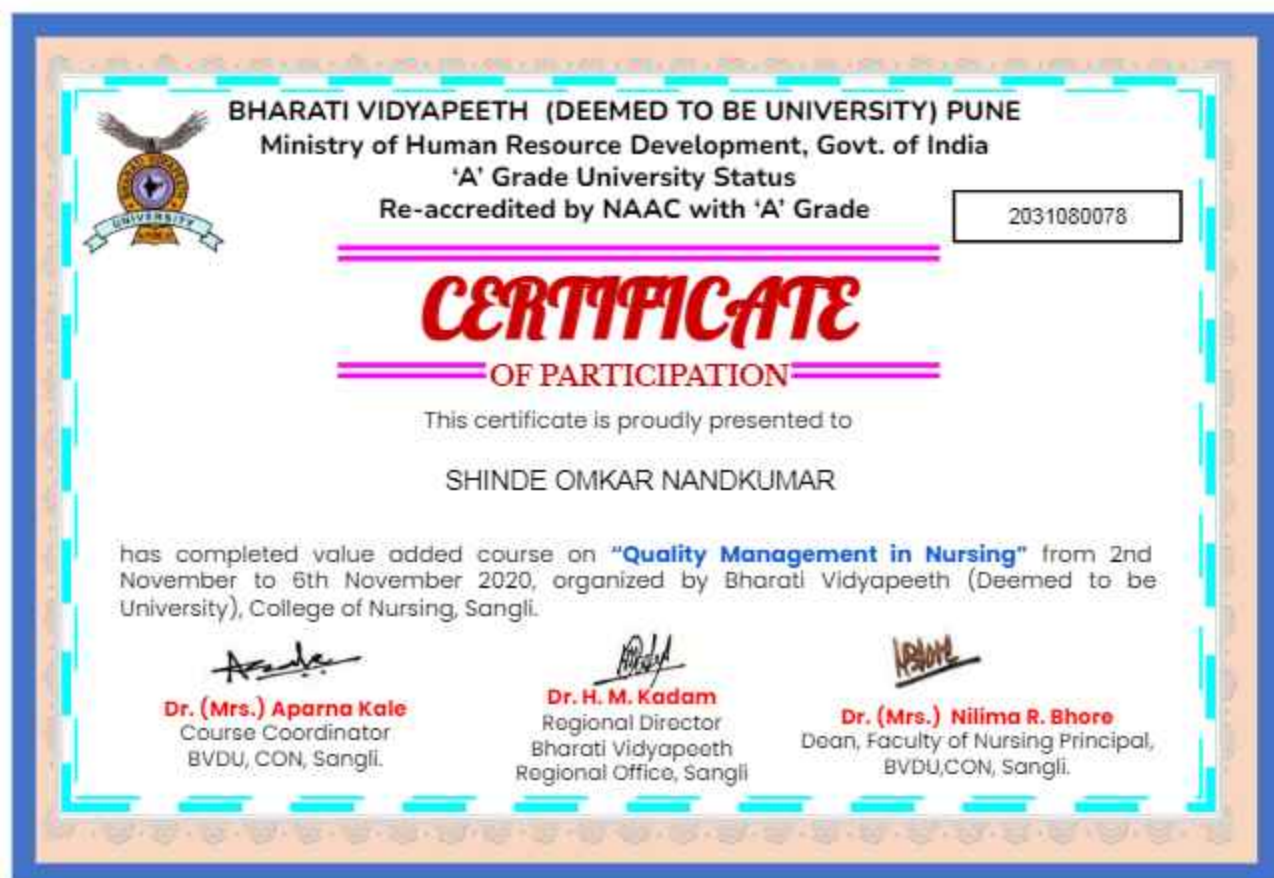 BHARATI VIDYAPEETH (DEEMED TO BE UNIVERSITY) PUNE
Ministry of Human Resource Development, Govt. of India
‘A’ Grade University Status
Re-accredited by NAAC with ‘A’ Grade
2031080078
BHARATI VIDYAPEETH
UNIVERSITY
CERTIFICATE
OF PARTICIPATION
This certificate is proudly presented to
SHINDE OMKAR NANDKUMAR
has completed value added course on “Quality Management in Nursing” from 2nd
November to 6th November 2020, organized by Bharati Vidyapeeth (Deemed to be
University), College of Nursing, Sangli.
Dr. (Mrs.) Aparna Kale
Course Coordinator
BVDU, CON, Sangli.
Dr. H. M. Kadam
Regional Director
Bharati Vidyapeeth
Regional Office, Sangli
Dr. (Mrs.) Nilima R. Bhore
Dean, Faculty of Nursing Principal,
BVDU,CON, Sangli.